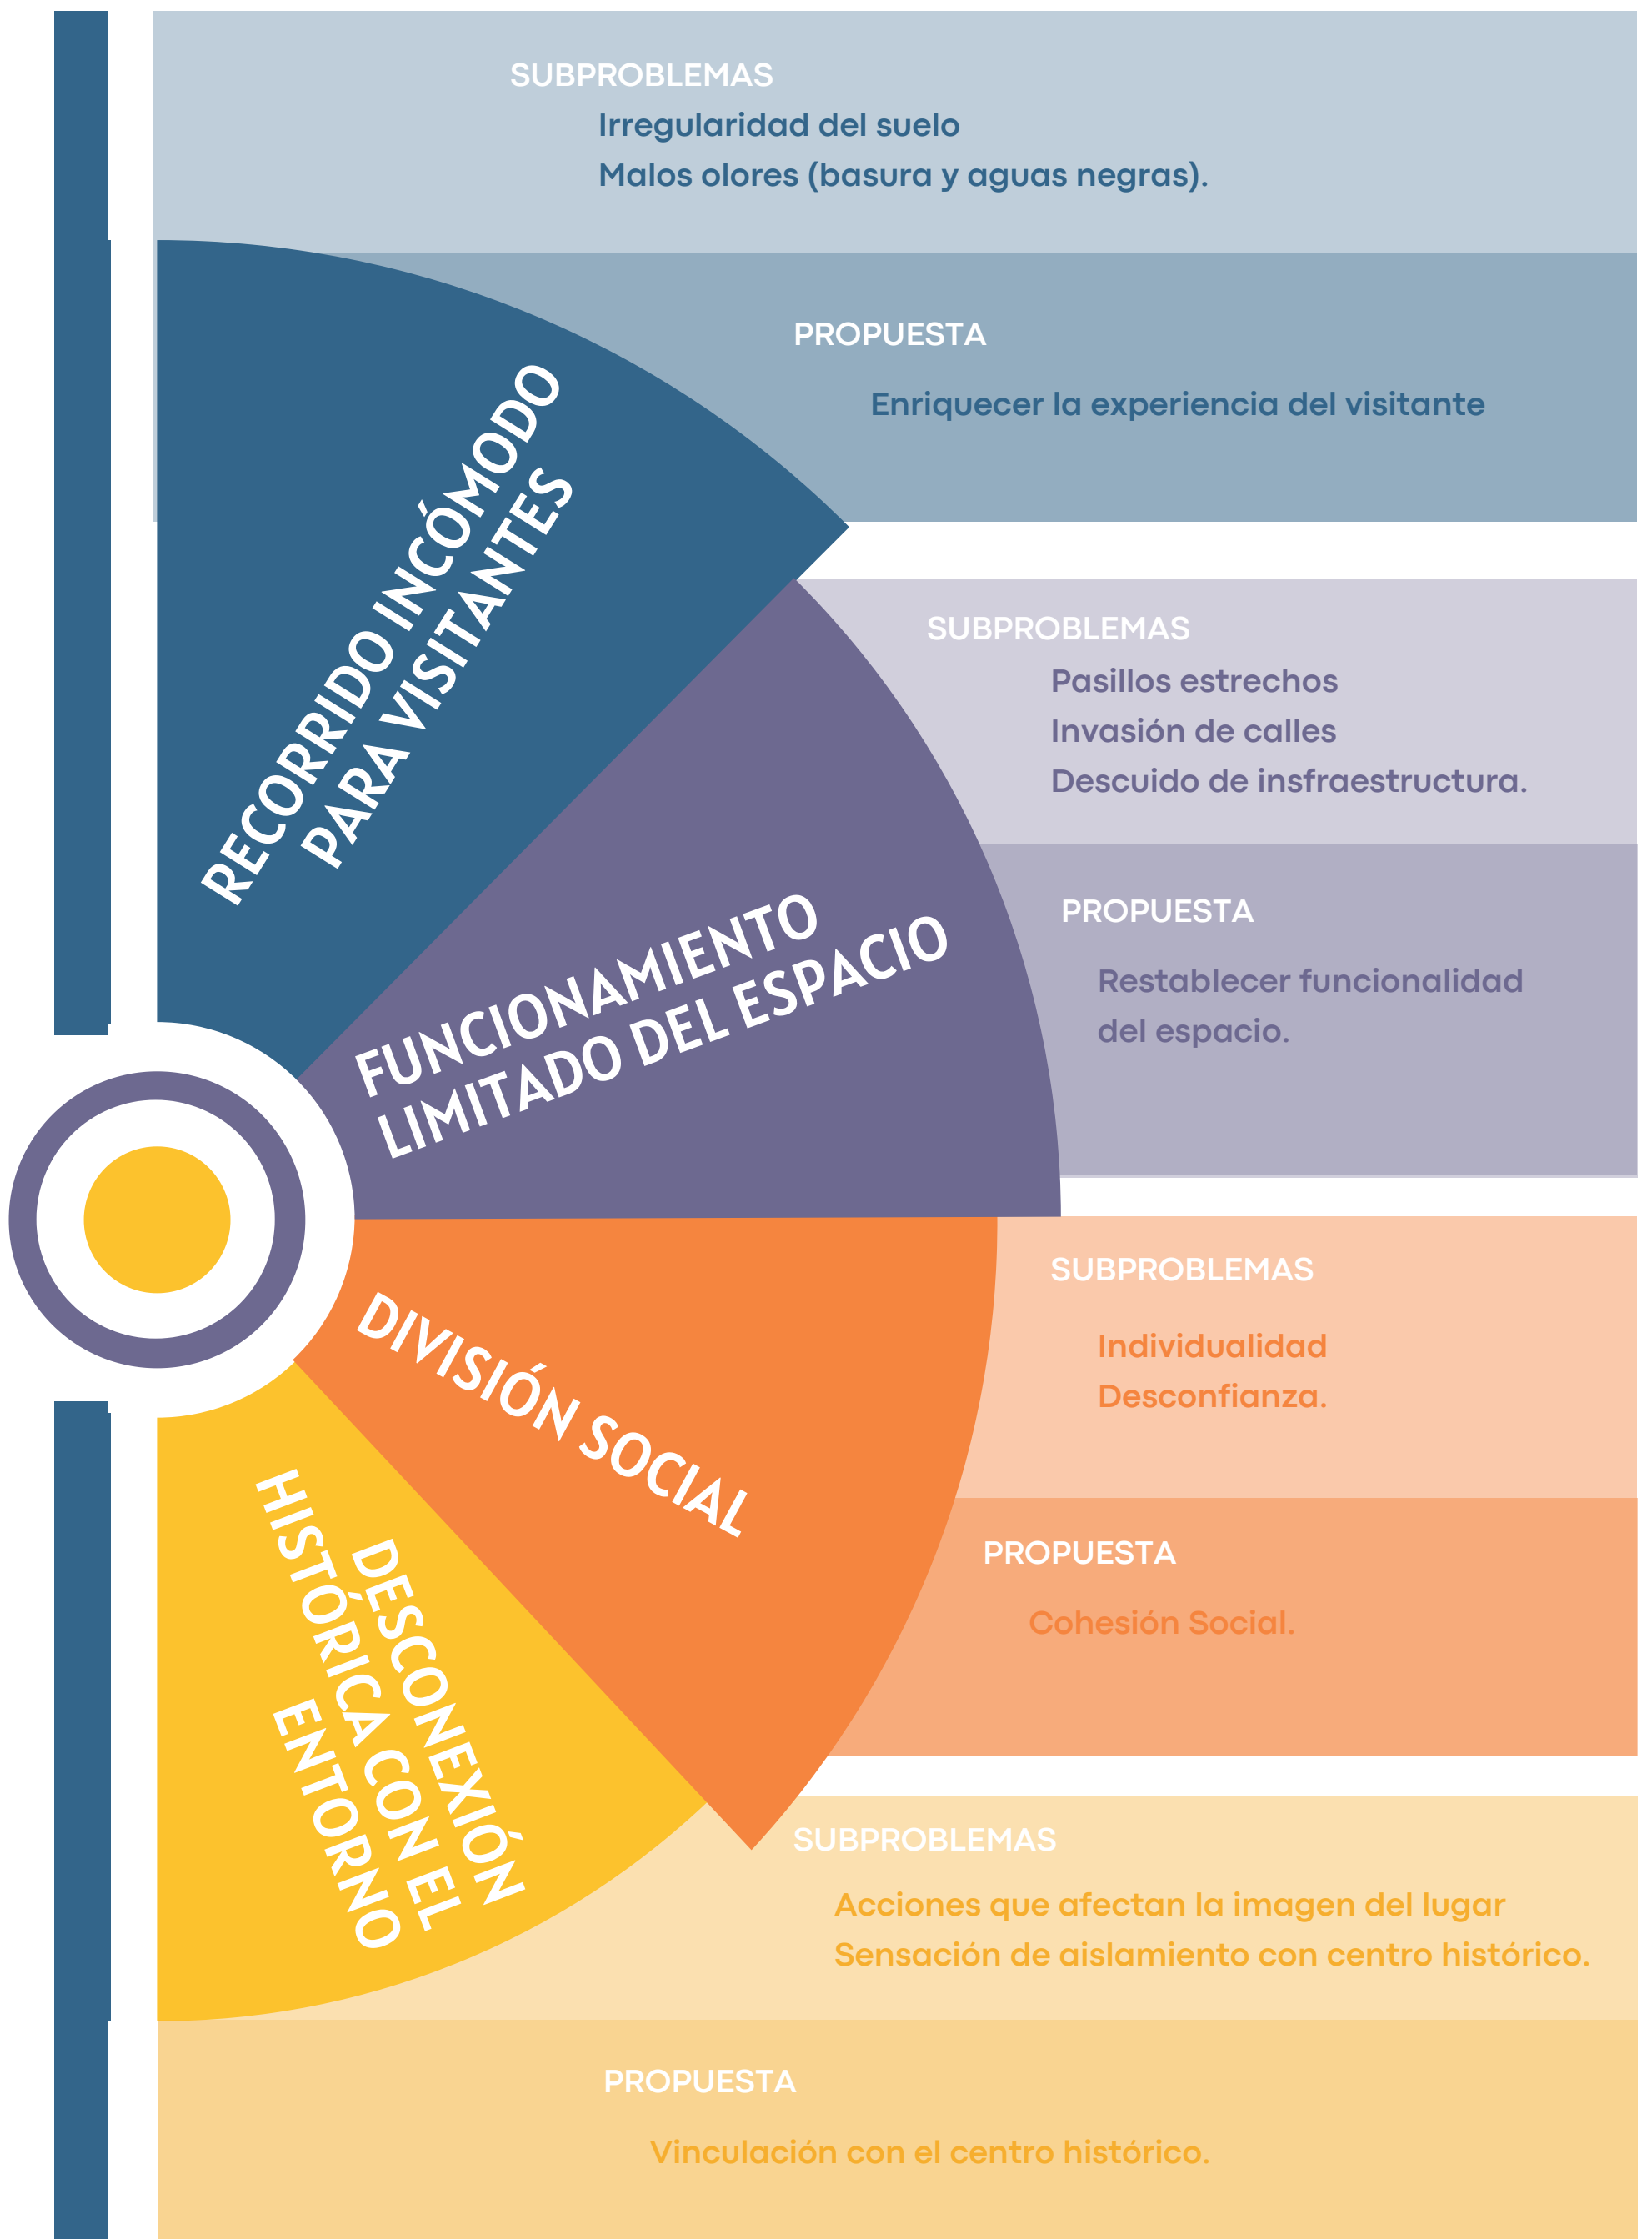 SUBPROBLEMAS
Irregularidad del suelo
Malos olores (basura y aguas negras).
PROPUESTA
Enriquecer la experiencia del visitante
RECORRIDO INCÓMODO
PARA VISITANTES
SUBPROBLEMAS
Pasillos estrechos
Invasión de calles
Descuido de insfraestructura.
PROPUESTA
Restablecer funcionalidad
del espacio.
FUNCIONAMIENTO
LIMITADO DEL ESPACIO
SUBPROBLEMAS
Individualidad
Desconfianza.
DIVISIÓN SOCIAL
PROPUESTA
Cohesión Social.
DESCONEXIÓN
HISTÓRICA CON EL
ENTORNO
SUBPROBLEMAS
Acciones que afectan la imagen del lugar
Sensación de aislamiento con centro histórico.
PROPUESTA
Vinculación con el centro histórico.